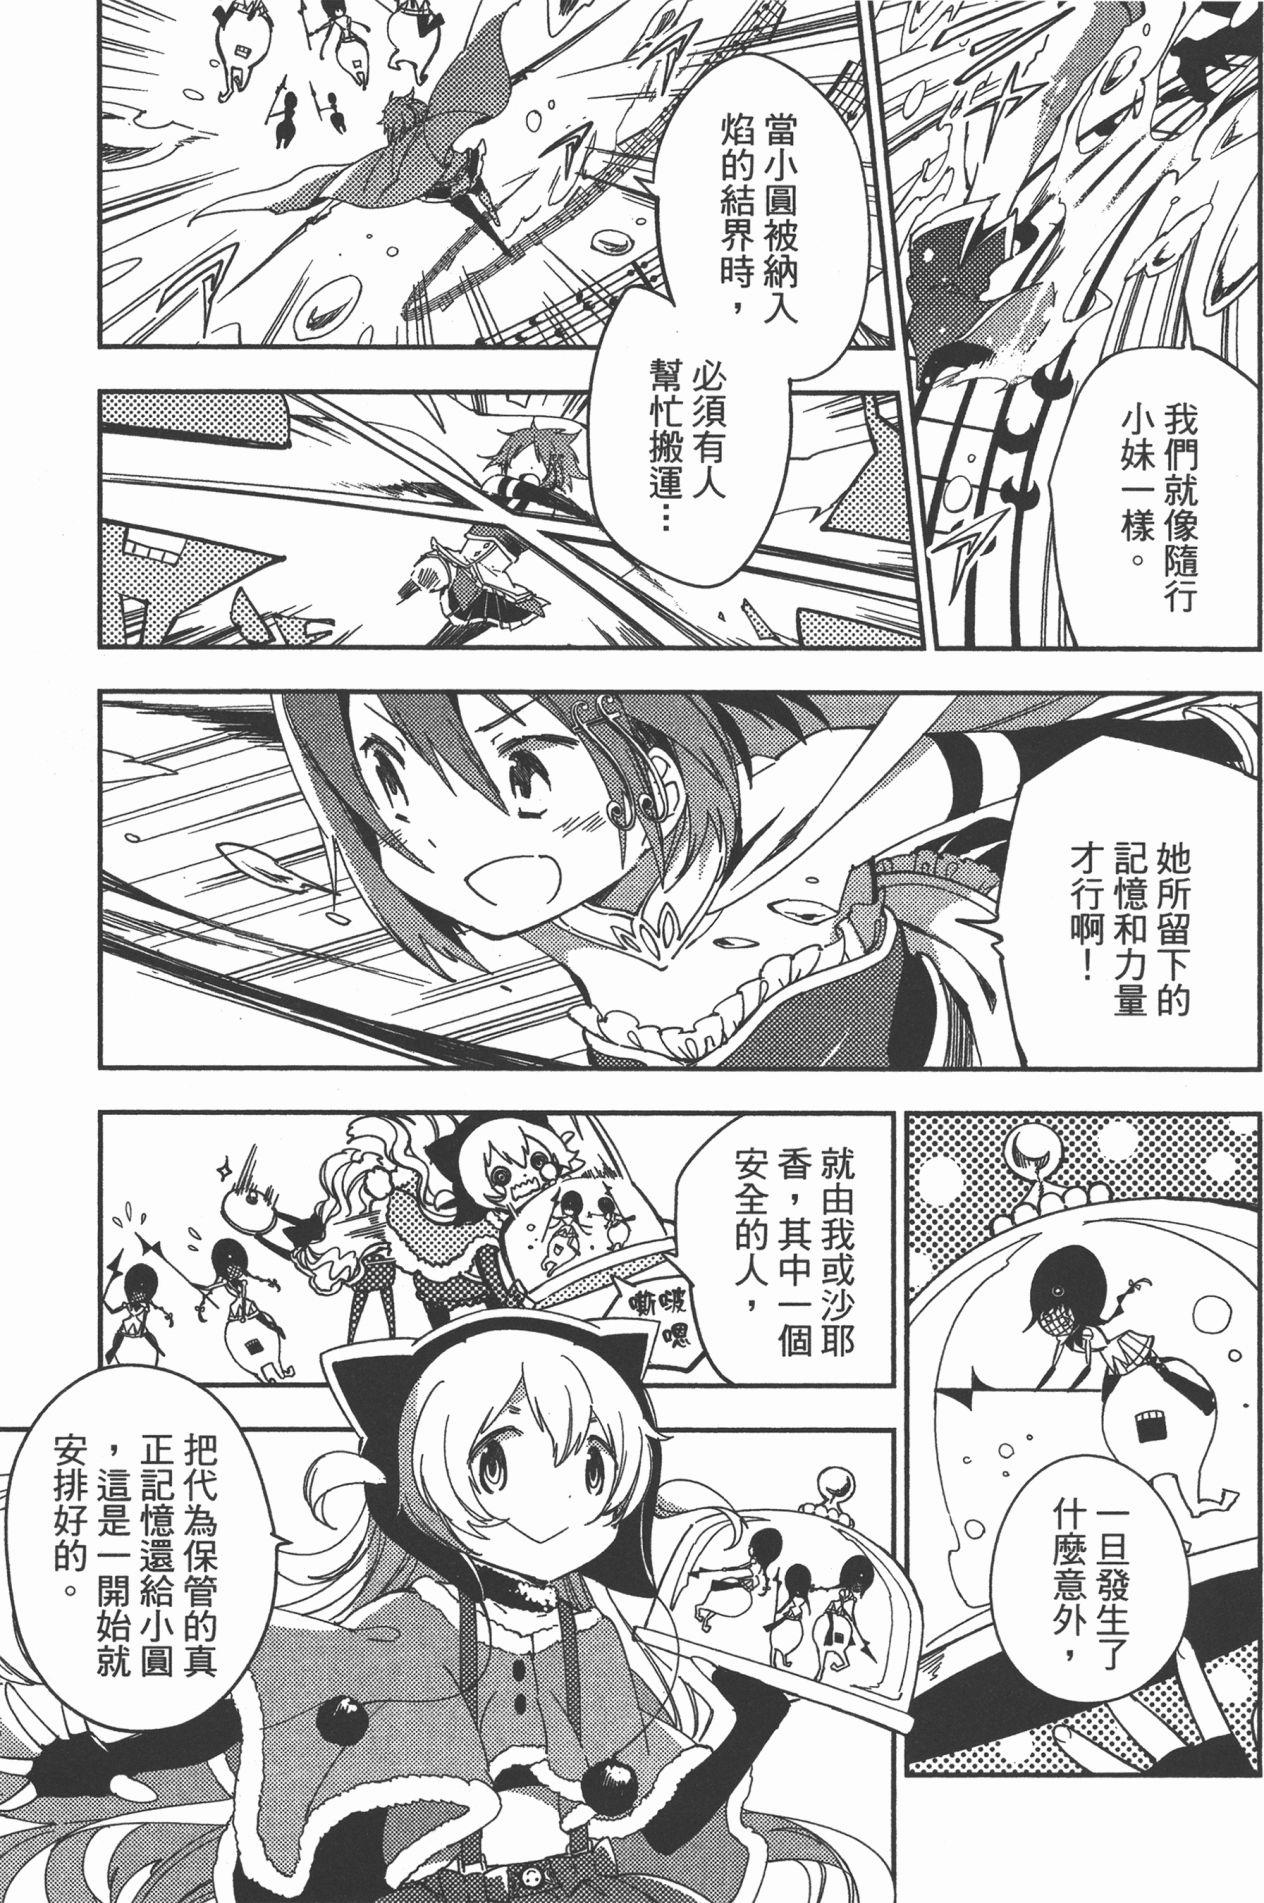 我們就像隨行
小妹一樣。
當小圓被納入
焰的結界時，
必須有人
幫忙搬運…
她所留下的
記憶和力量
才行啊！
一旦發生了
什麼意外，
就由我或沙耶
香，其中一個
安全的人，
啵嗯
嘶
把代為保管的真
正記憶還給小圓
，這是一開始就
安排好的。